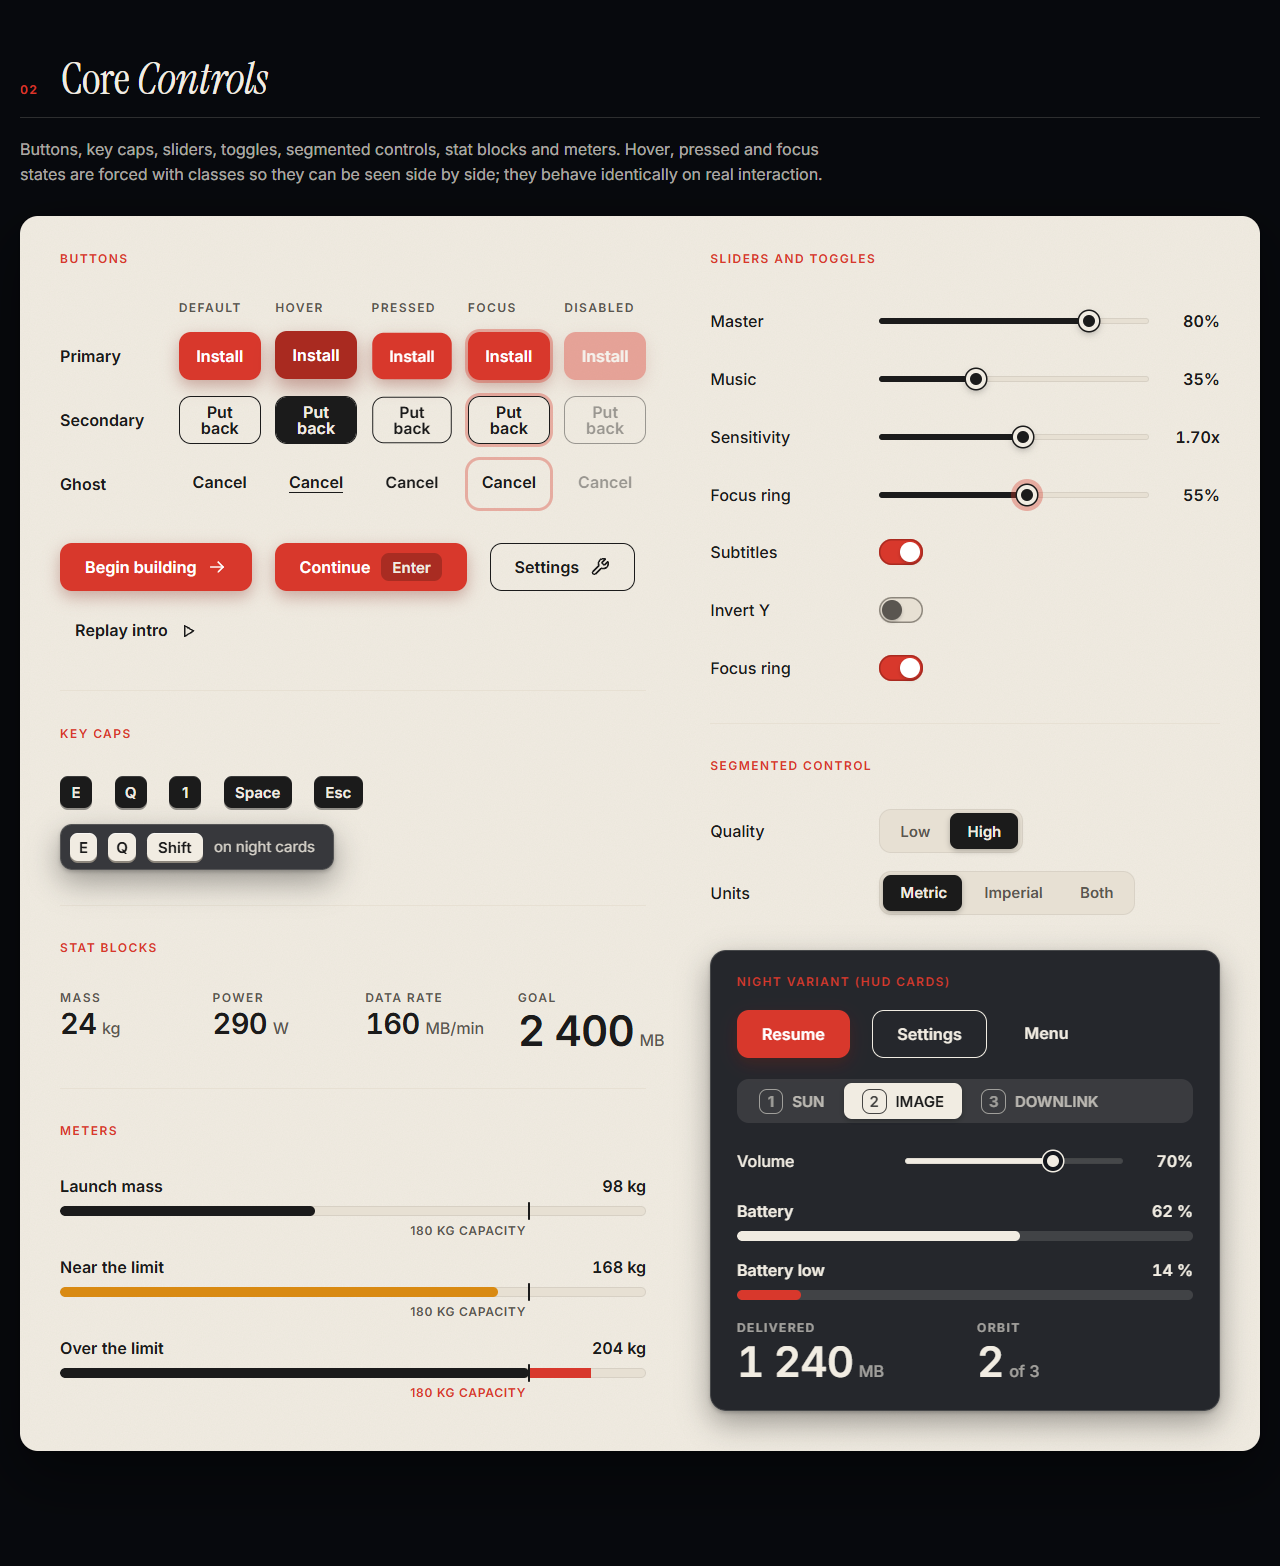 02 Core Controls
Buttons, key caps, sliders, toggles, segmented controls, stat blocks and meters. Hover, pressed and focus
states are forced with classes so they can be seen side by side; they behave identically on real interaction.
BUTTONS
DEFAULT HOVER PRESSED FOCUS DISABLED
Primary Install Install Install Install Install
Secondary Put back Put back Put back Put back Put back
Ghost Cancel Cancel Cancel Cancel Cancel
Begin building Continue Enter Settings
Replay intro
KEY CAPS
E Q 1 Space Esc
E Q Shift on night cards
STAT BLOCKS
MASS POWER DATA RATE GOAL
24 kg 290 W 160 MB/min 2 400 MB
METERS
Launch mass 98 kg
180 KG CAPACITY
Near the limit 168 kg
180 KG CAPACITY
Over the limit 204 kg
180 KG CAPACITY
SLIDERS AND TOGGLES
Master 80%
Music 35%
Sensitivity 1.70x
Focus ring 55%
Subtitles
Invert Y
Focus ring
SEGMENTED CONTROL
Quality Low High
Units Metric Imperial Both
NIGHT VARIANT (HUD CARDS)
Resume Settings Menu
1 SUN 2 IMAGE 3 DOWNLINK
Volume 70%
Battery 62 %
Battery low 14 %
DELIVERED ORBIT
1 240 MB 2 of 3